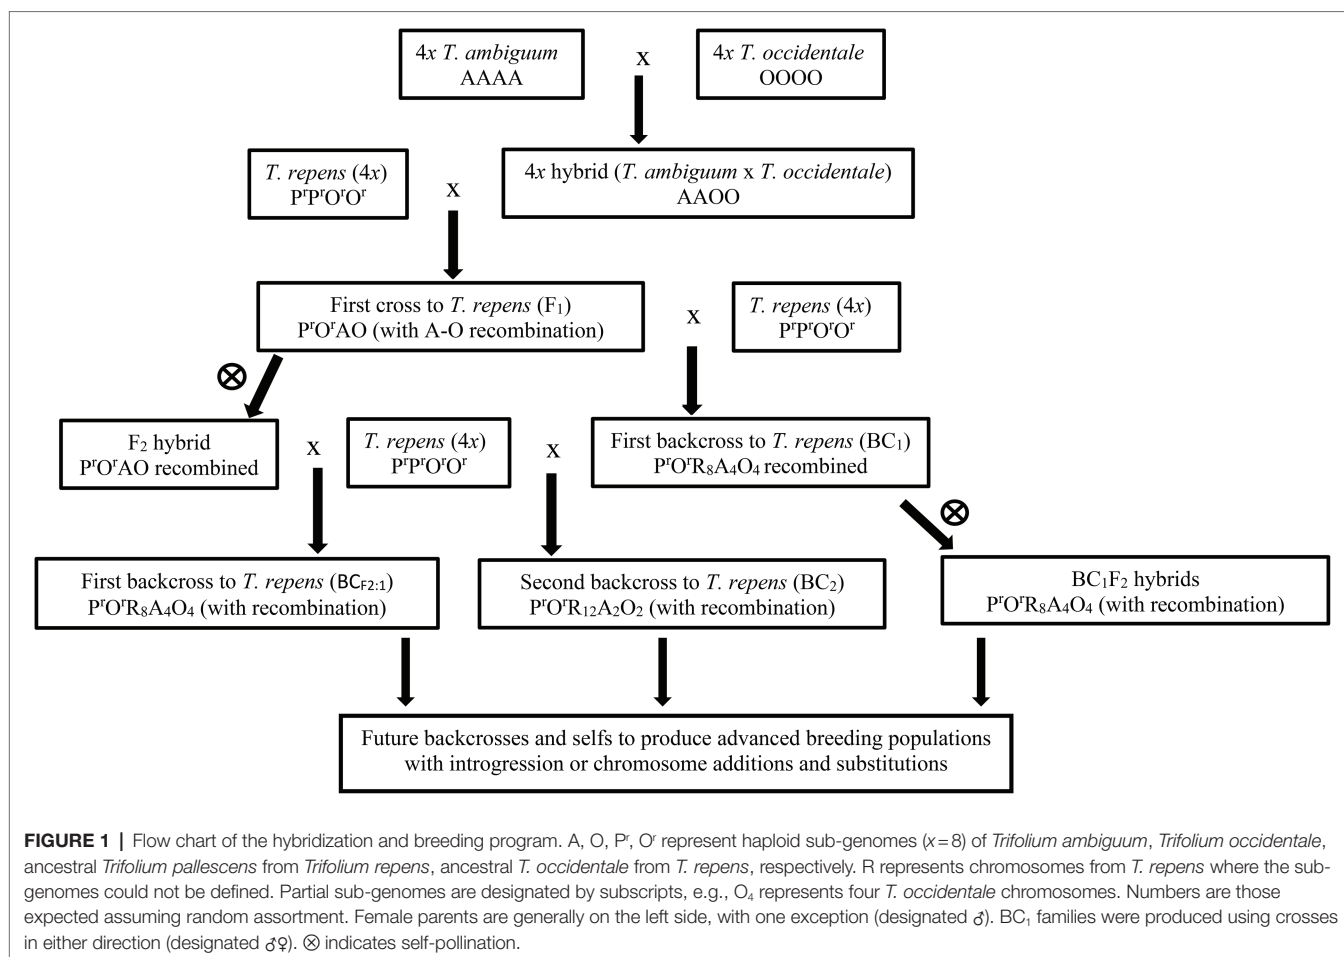 4x T. ambiguum
AAAA
x
4x T. occidentale
OOOO
T. repens (4x)
PʳPʳOʳOʳ
x
4x hybrid (T. ambiguum x T. occidentale)
AAOO
First cross to T. repens (F₁)
PʳOʳAO (with A-O recombination)
x
T. repens (4x)
PʳPʳOʳOʳ
⊗
F₂ hybrid
PʳOʳAO recombined
x
T. repens (4x)
PʳPʳOʳOʳ
x
First backcross to T. repens (BC₁)
PʳOʳR₈A₄O₄ recombined
⊗
First backcross to T. repens (BC_F2:1)
PʳOʳR₈A₄O₄ (with recombination)
Second backcross to T. repens (BC₂)
PʳOʳR₁₂A₂O₂ (with recombination)
BC₁F₂ hybrids
PʳOʳR₈A₄O₄ (with recombination)
Future backcrosses and selfs to produce advanced breeding populations
with introgression or chromosome additions and substitutions
FIGURE 1 | Flow chart of the hybridization and breeding program. A, O, Pʳ, Oʳ represent haploid sub-genomes (x=8) of Trifolium ambiguum, Trifolium occidentale,
ancestral Trifolium pallescens from Trifolium repens, ancestral T. occidentale from T. repens, respectively. R represents chromosomes from T. repens where the sub-
genomes could not be defined. Partial sub-genomes are designated by subscripts, e.g., O₄ represents four T. occidentale chromosomes. Numbers are those
expected assuming random assortment. Female parents are generally on the left side, with one exception (designated ♂). BC₁ families were produced using crosses
in either direction (designated ♂♀). ⊗ indicates self-pollination.